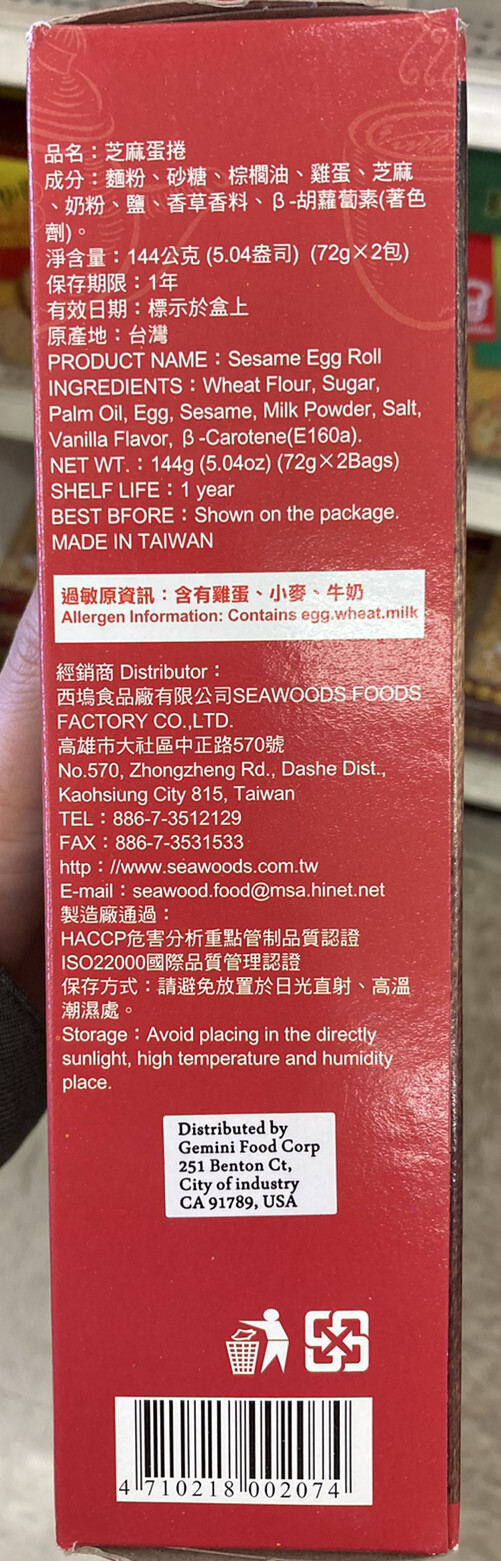 品名：芝麻蛋捲
成分：麵粉、砂糖、棕櫚油、雞蛋、芝麻
、奶粉、鹽、香草香料、β-胡蘿蔔素(著色
劑)。
淨含量：144公克 (5.04盎司) (72g×2包)
保存期限：1年
有效日期：標示於盒上
原產地：台灣
PRODUCT NAME：Sesame Egg Roll
INGREDIENTS：Wheat Flour, Sugar,
Palm Oil, Egg, Sesame, Milk Powder, Salt,
Vanilla Flavor, β-Carotene(E160a).
NET WT.：144g (5.04oz) (72g×2Bags)
SHELF LIFE：1 year
BEST BFORE：Shown on the package.
MADE IN TAIWAN
過敏原資訊：含有雞蛋、小麥、牛奶
Allergen Information: Contains egg.wheat.milk
經銷商 Distributor：
西塢食品廠有限公司SEAWOODS FOODS
FACTORY CO.,LTD.
高雄市大社區中正路570號
No.570, Zhongzheng Rd., Dashe Dist.,
Kaohsiung City 815, Taiwan
TEL：886-7-3512129
FAX：886-7-3531533
http：//www.seawoods.com.tw
E-mail：seawood.food@msa.hinet.net
製造廠通過：
HACCP危害分析重點管制品質認證
ISO22000國際品質管理認證
保存方式：請避免放置於日光直射、高溫
潮濕處。
Storage：Avoid placing in the directly
sunlight, high temperature and humidity
place.
Distributed by
Gemini Food Corp
251 Benton Ct,
City of industry
CA 91789, USA
4 710218 002074